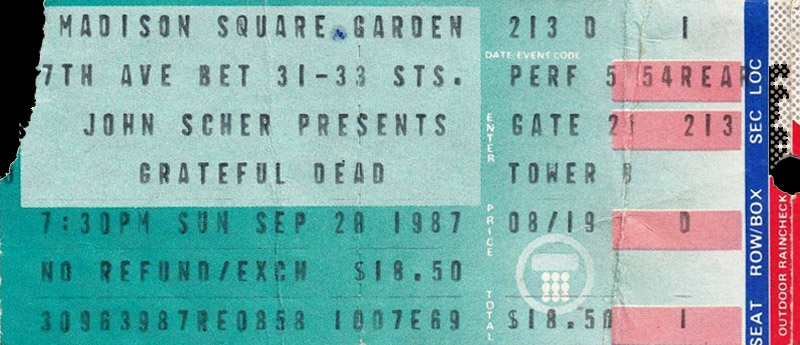 MADISON SQUARE GARDEN 213 D 1
DATE/EVENT CODE
7TH AVE BET 31-33 STS. PERF 5 54REAR
JOHN SCHER PRESENTS GATE 21 213
ENTER
GRATEFUL DEAD TOWER B
7:30PM SUN SEP 20 1987 08/19 D
PRICE
NO REFUND/EXCH $18.50
30963987RE0858 1007E69 $18.50 1
TOTAL
SEAT ROW/BOX SEC LOC
OUTDOOR RAINCHECK